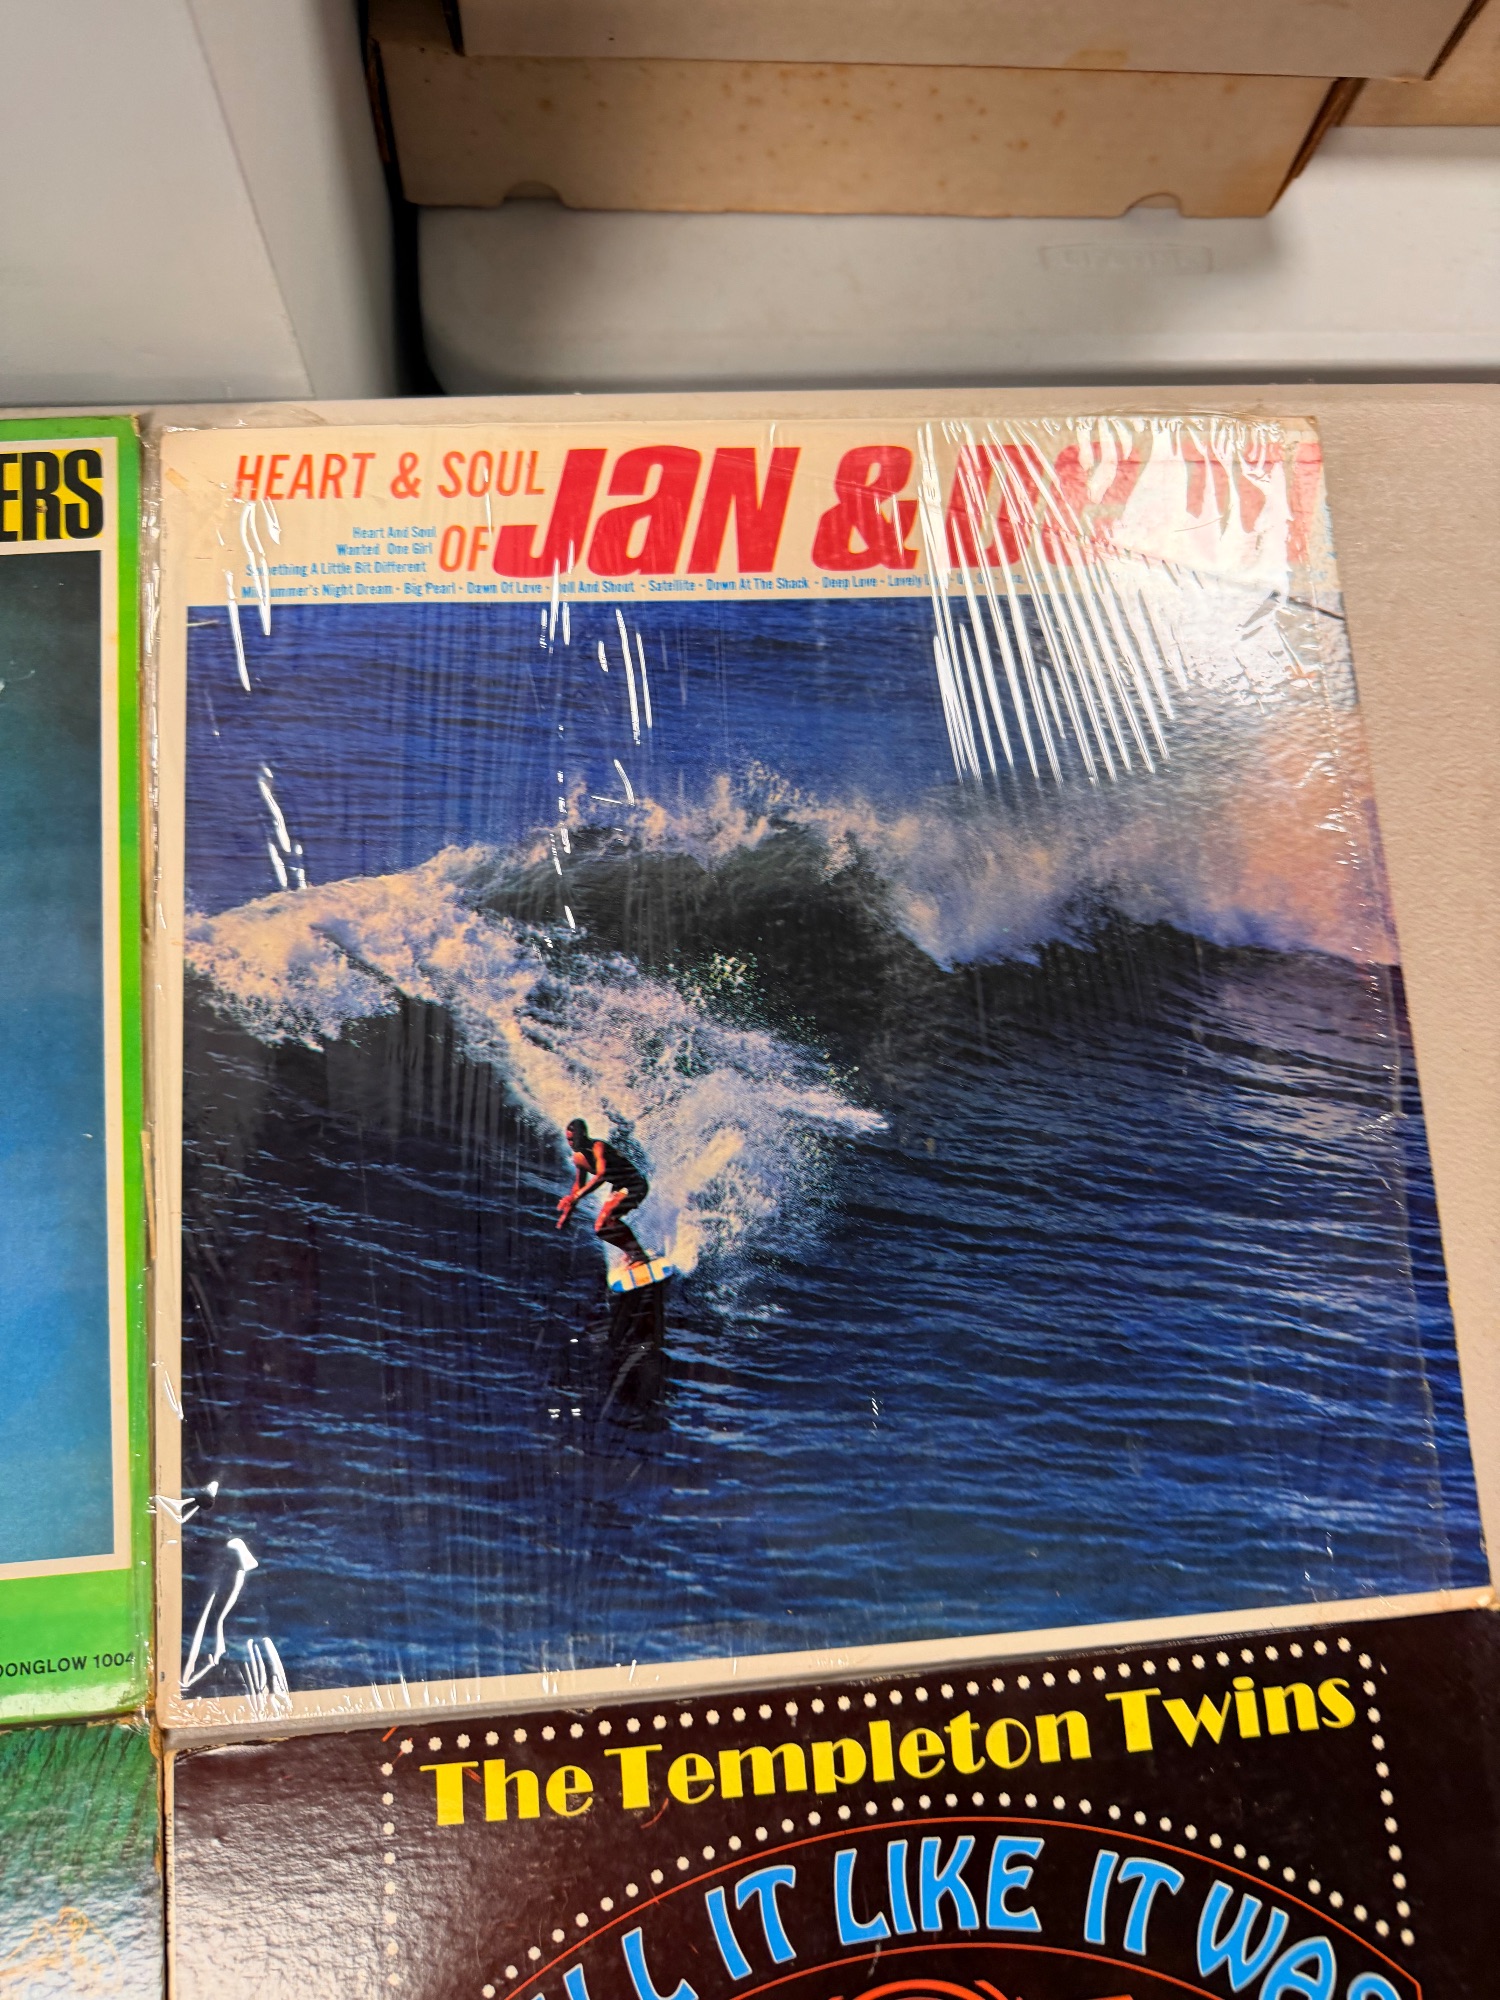 HEART & SOUL
OF JAN &
Heart And Soul
Wanted One Girl
Something A Little Bit Different
Midsummer's Night Dream • Big Pearl • Dawn Of Love • Roll And Shout • Satellite • Down At The Shack • Deep Love • Lovely
ERS
OONGLOW 1004
The Templeton Twins
IT LIKE IT WAS